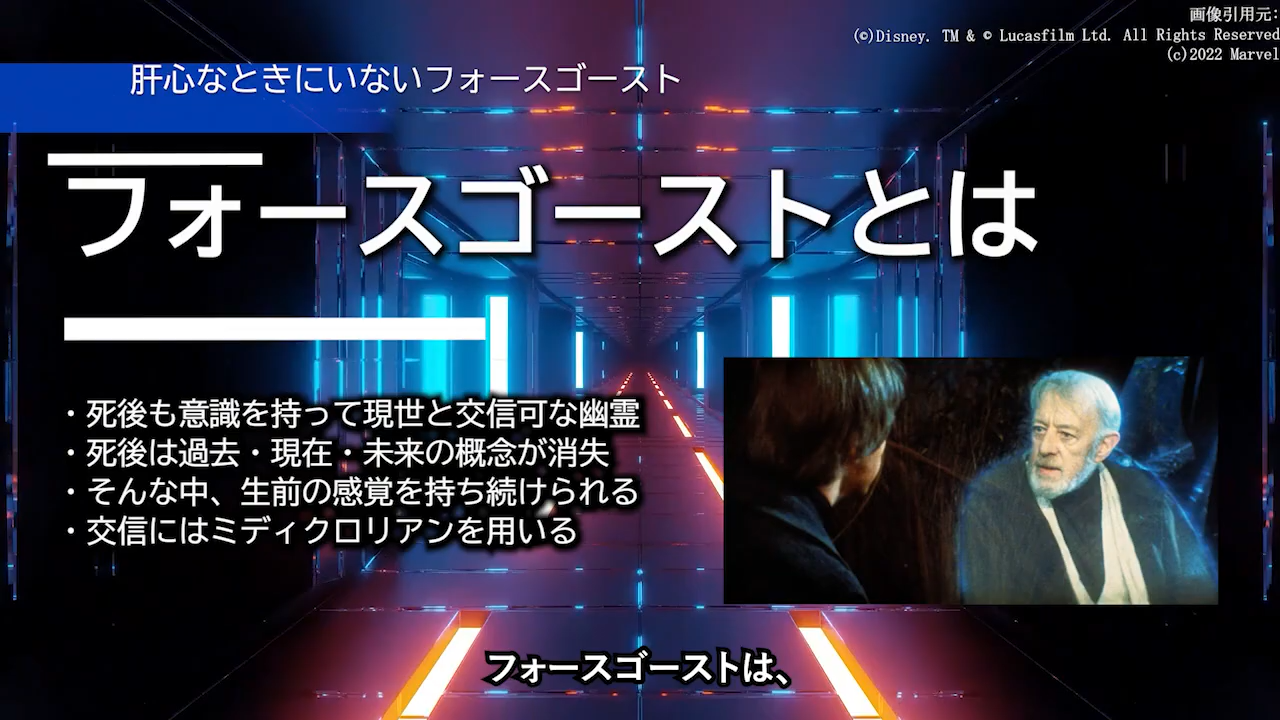 画像引用元:
(©)Disney. TM & © Lucasfilm Ltd. All Rights Reserved
(c)2022 Marvel
肝心なときにいないフォースゴースト
フォースゴーストとは
・死後も意識を持って現世と交信可な幽霊
・死後は過去・現在・未来の概念が消失
・そんな中、生前の感覚を持ち続けられる
・交信にはミディクロリアンを用いる
フォースゴーストは、